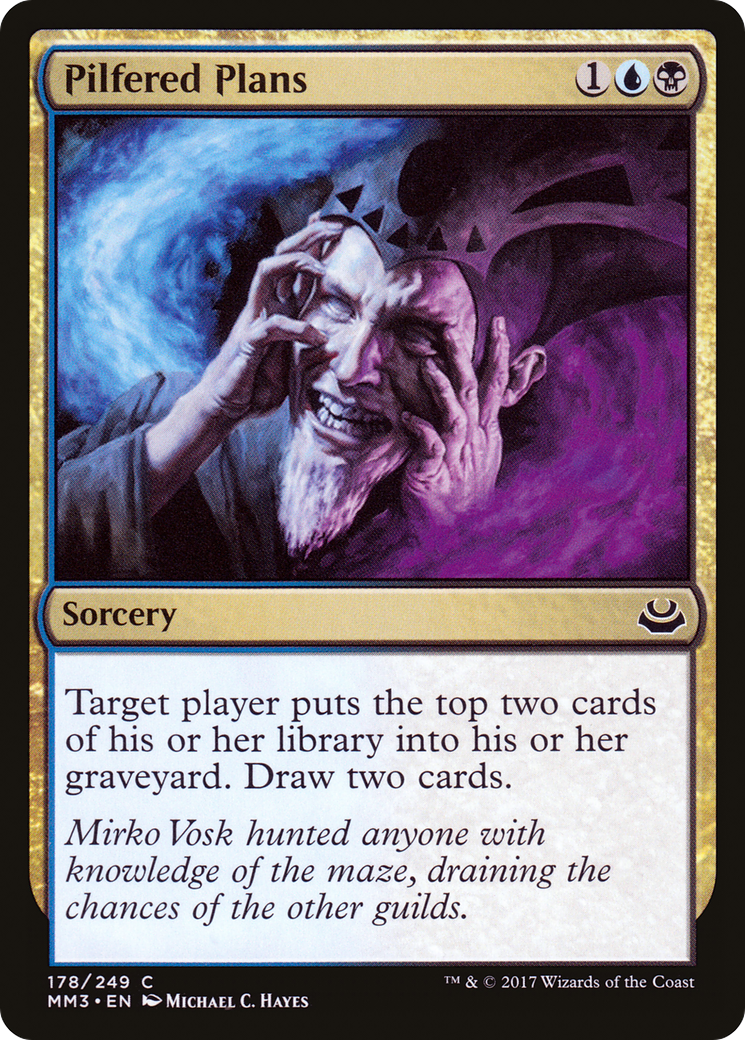 Pilfered Plans 1
Sorcery
Target player puts the top two cards
of his or her library into his or her
graveyard. Draw two cards.
Mirko Vosk hunted anyone with
knowledge of the maze, draining the
chances of the other guilds.
178/249 C
MM3 • EN Michael C. Hayes
™ & © 2017 Wizards of the Coast